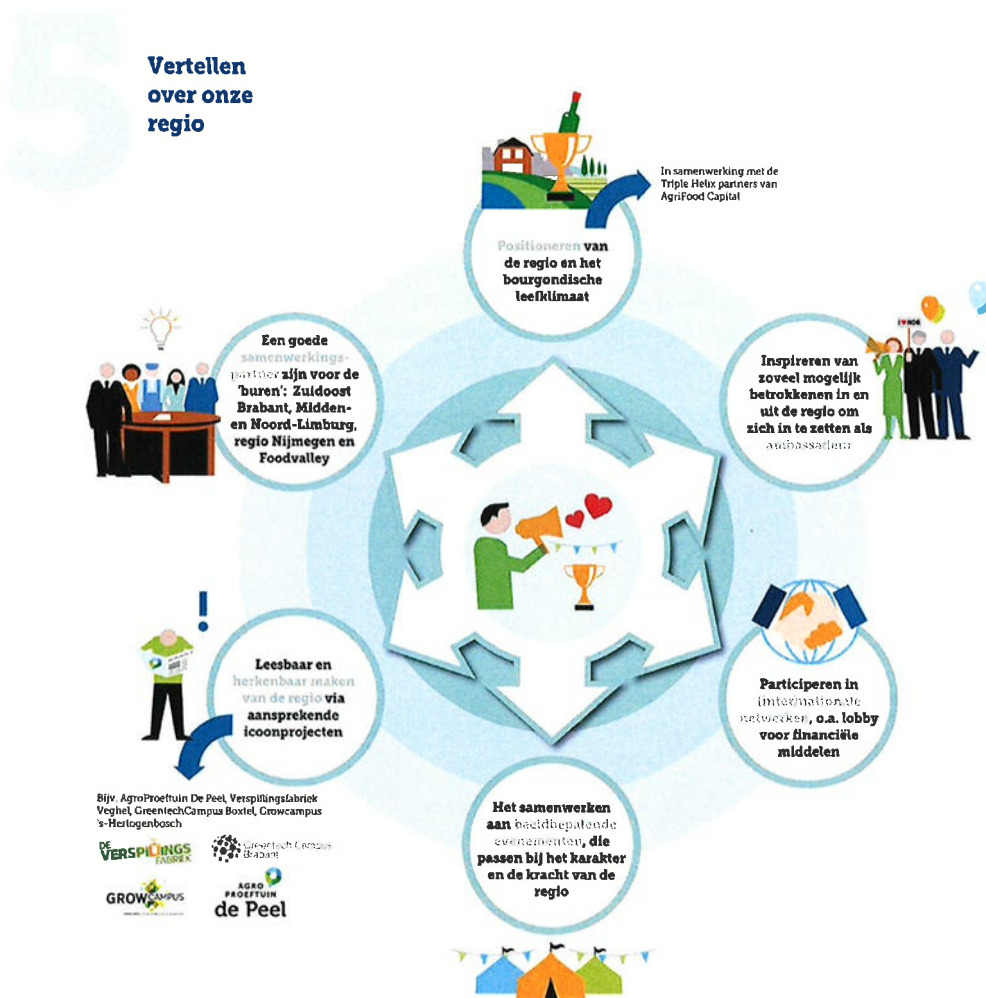 5
Vertellen
over onze
regio
In samenwerking met de
Triple Helix partners van
AgriFood Capital
Positioneren van
de regio en het
bourgondische
leefklimaat
Een goede
samenwerkings-
partner zijn voor de
'buren': Zuidoost
Brabant, Midden-
en Noord-Limburg,
regio Nijmegen en
Foodvalley
I ♥ NOB
Inspireren van
zoveel mogelijk
betrokkenen in en
uit de regio om
zich in te zetten als
ambassadeur
Leesbaar en
herkenbaar maken
van de regio via
aansprekende
icoonprojecten
Participeren in
(inter)nationale
netwerken, o.a. lobby
voor financiële
middelen
Bijv. AgroProeftuin De Peel, Verspillingsfabriek
Veghel, GreentechCampus Boxtel, Growcampus
's-Hertogenbosch
Het samenwerken
aan beeldbepalende
evenementen, die
passen bij het karakter
en de kracht van de
regio
DE
VERSPILLINGS
FABRIEK
Greentech Campus
Brabant
GROWCAMPUS
AGRO
PROEFTUIN
de Peel